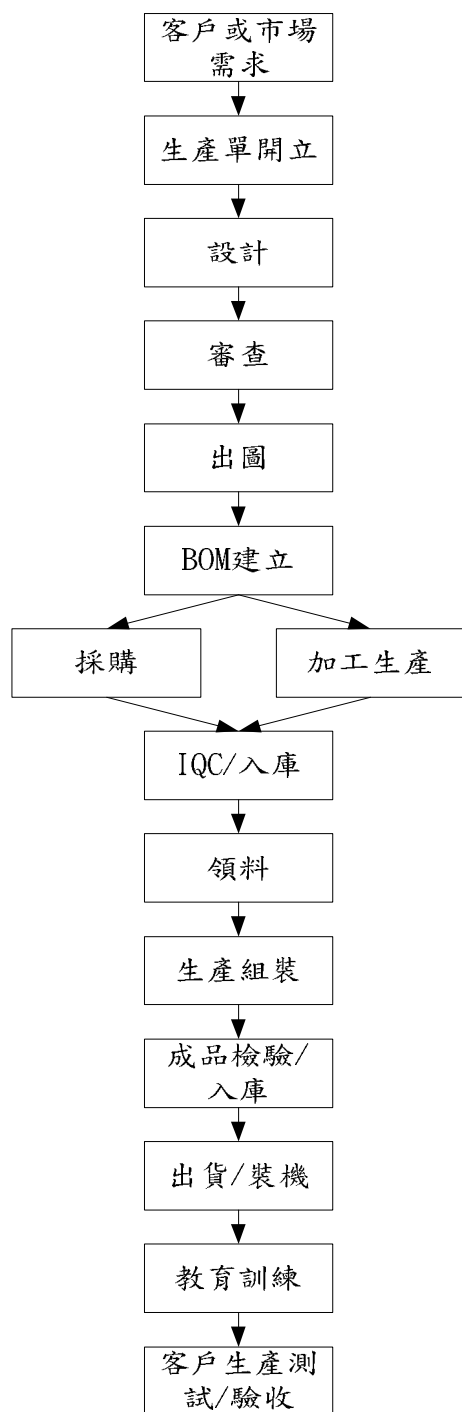 客戶或市場
需求
生產單開立
設計
審查
出圖
BOM建立
採購
加工生產
IQC/入庫
領料
生產組裝
成品檢驗/
入庫
出貨/裝機
教育訓練
客戶生產測
試/驗收